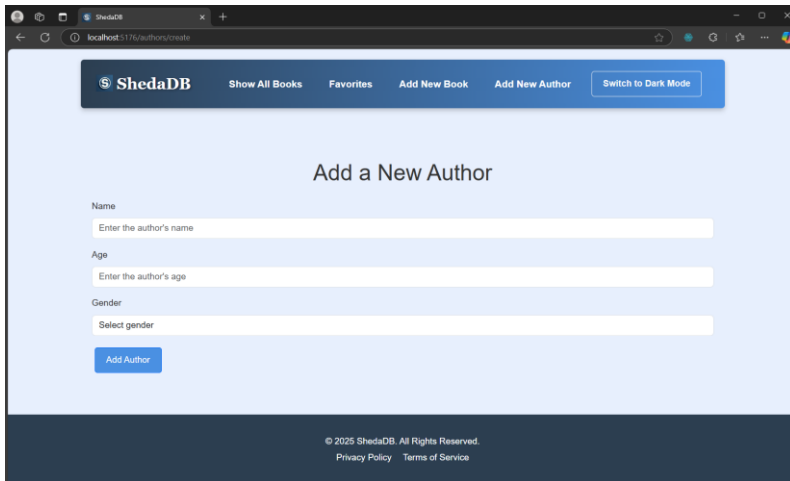 ShedaDB
localhost:5176/authors/create
S ShedaDB Show All Books Favorites Add New Book Add New Author Switch to Dark Mode
Add a New Author
Name
Enter the author's name
Age
Enter the author's age
Gender
Select gender
Add Author
© 2025 ShedaDB. All Rights Reserved.
Privacy Policy Terms of Service